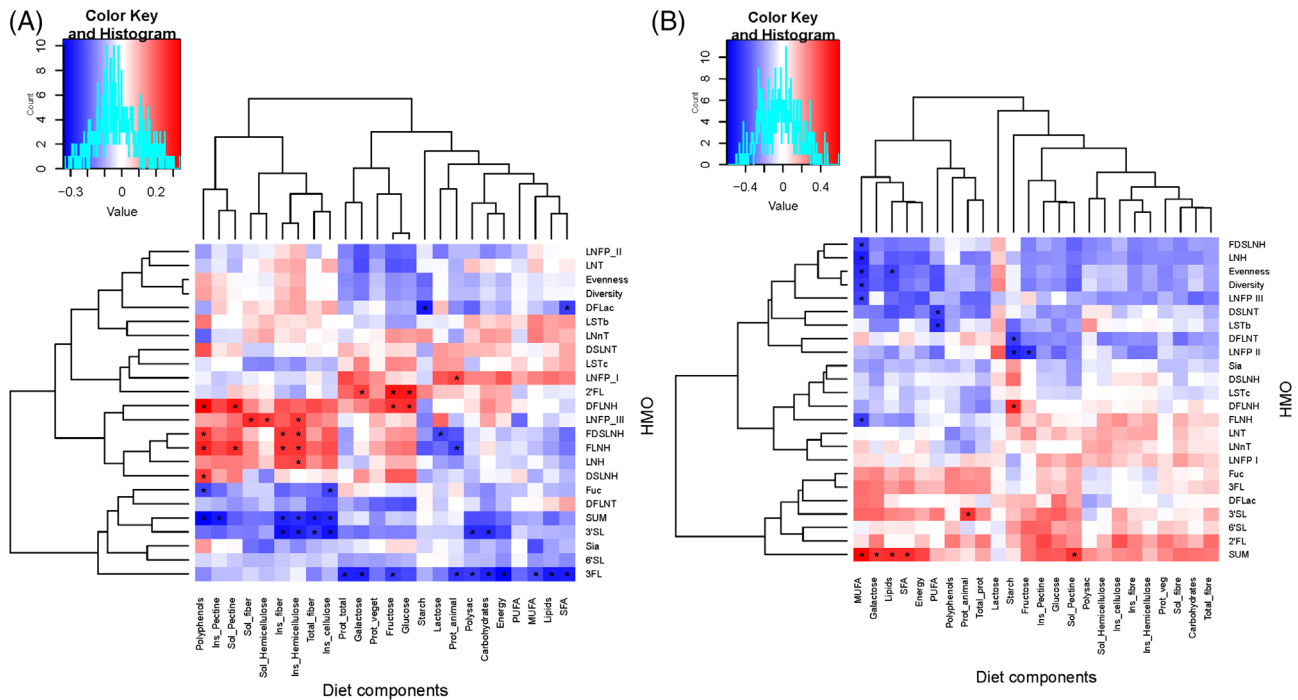 (A)
Color Key
and Histogram
Count
0 2 4 6 8 10
−0.3 0 0.2
Value
LNFP_II
LNT
Evenness
Diversity
DFLac
LSTb
LNnT
DSLNT
LSTc
LNFP_I
2'FL
DFLNH
LNFP_III
FDSLNH
FLNH
LNH
DSLNH
Fuc
DFLNT
SUM
3'SL
Sia
6'SL
3FL
HMO
Polyphenols
Ins_Pectine
Sol_Pectine
Sol_fiber
Sol_Hemicellulose
Ins_fiber
Ins_Hemicellulose
Total_fiber
Ins_cellulose
Prot_total
Galactose
Prot_veget
Fructose
Glucose
Starch
Lactose
Prot_animal
Polysac
Carbohydrates
Energy
PUFA
MUFA
Lipids
SFA
Diet components
(B)
Color Key
and Histogram
Count
0 2 4 6 8 10
−0.4 0 0.4
Value
FDSLNH
LNH
Evenness
Diversity
LNFP III
DSLNT
LSTb
DFLNT
LNFP II
Sia
DSLNH
LSTc
DFLNH
FLNH
LNT
LNnT
LNFP I
Fuc
3FL
DFLac
3'SL
6'SL
2'FL
SUM
HMO
MUFA
Galactose
Lipids
SFA
Energy
PUFA
Polyphenols
Prot_animal
Total_prot
Lactose
Starch
Fructose
Ins_Pectine
Glucose
Sol_Pectine
Polysac
Sol_Hemicellulose
Ins_cellulose
Ins_fibre
Ins_Hemicellulose
Prot_veg
Sol_fibre
Carbohydrates
Total_fibre
Diet components